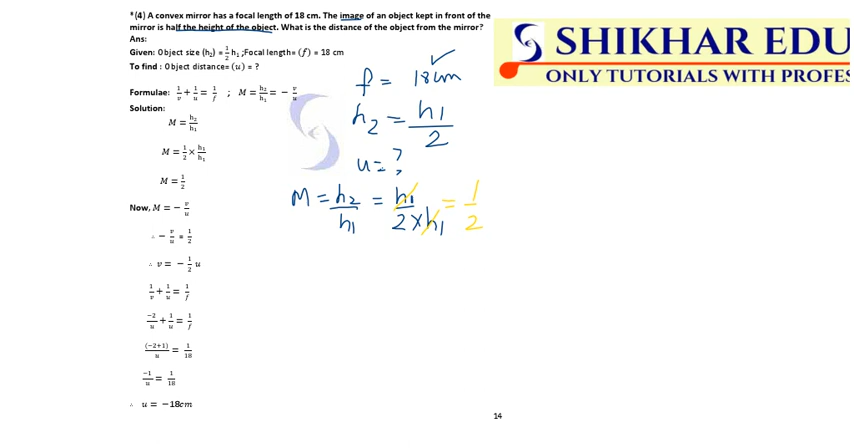 *(4) A convex mirror has a focal length of 18 cm. The image of an object kept in front of the
mirror is half the height of the object. What is the distance of the object from the mirror?
Ans:
Given: Object size (h₂) = 1/2 h₁ ;Focal length= (f) = 18 cm
To find : Object distance= (u) = ?
Formulae: 1/v + 1/u = 1/f ; M = h₂/h₁ = − v/u
Solution:
M = h₂/h₁
M = 1/2 × h₁/h₁
M = 1/2
Now, M = − v/u
∴ − v/u = 1/2
∴ v = − 1/2 u
1/v + 1/u = 1/f
−2/u + 1/u = 1/f
(−2+1)/u = 1/18
−1/u = 1/18
∴ u = −18cm
f = 18cm ✓
h₂ = h₁/2
u = ?
M = h₂/h₁ = h₁/2×h₁ = 1/2
SHIKHAR EDU
ONLY TUTORIALS WITH PROFES
14